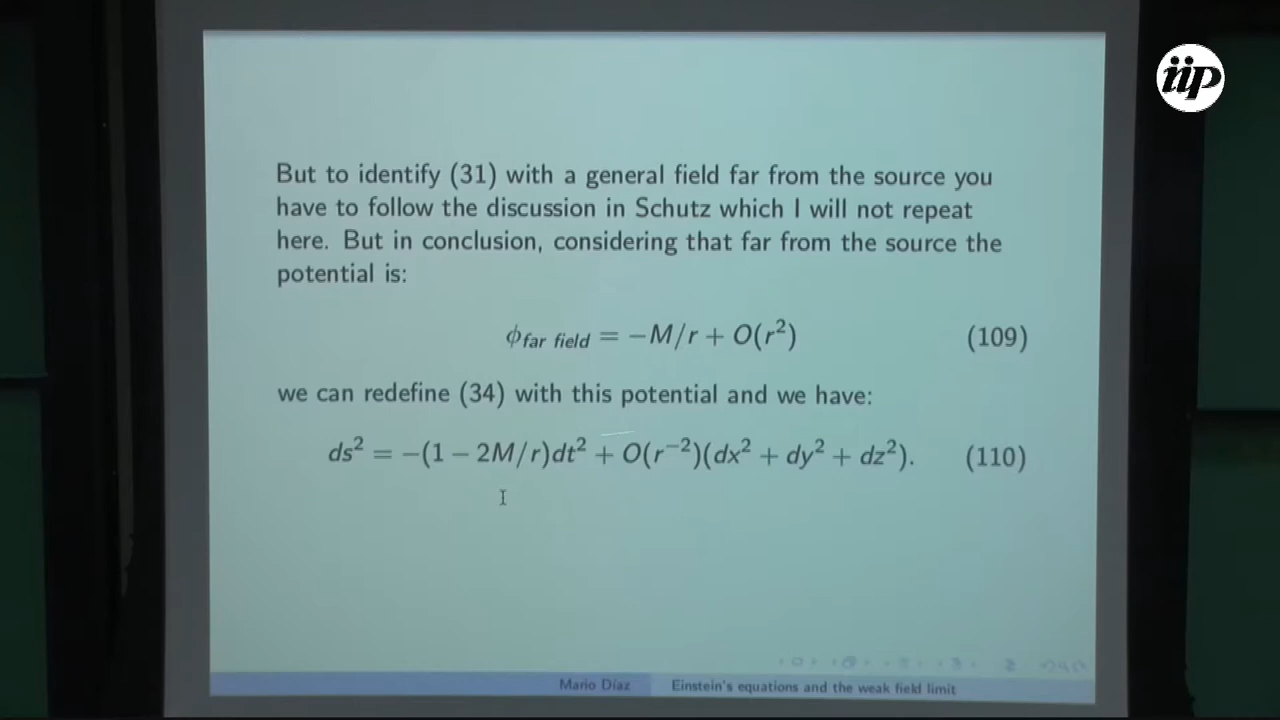 iip
But to identify (31) with a general field far from the source you
have to follow the discussion in Schutz which I will not repeat
here. But in conclusion, considering that far from the source the
potential is:
ϕfar field = −M/r + O(r²) (109)
we can redefine (34) with this potential and we have:
ds² = −(1 − 2M/r)dt² + O(r⁻²)(dx² + dy² + dz²). (110)
Mario Díaz Einstein's equations and the weak field limit